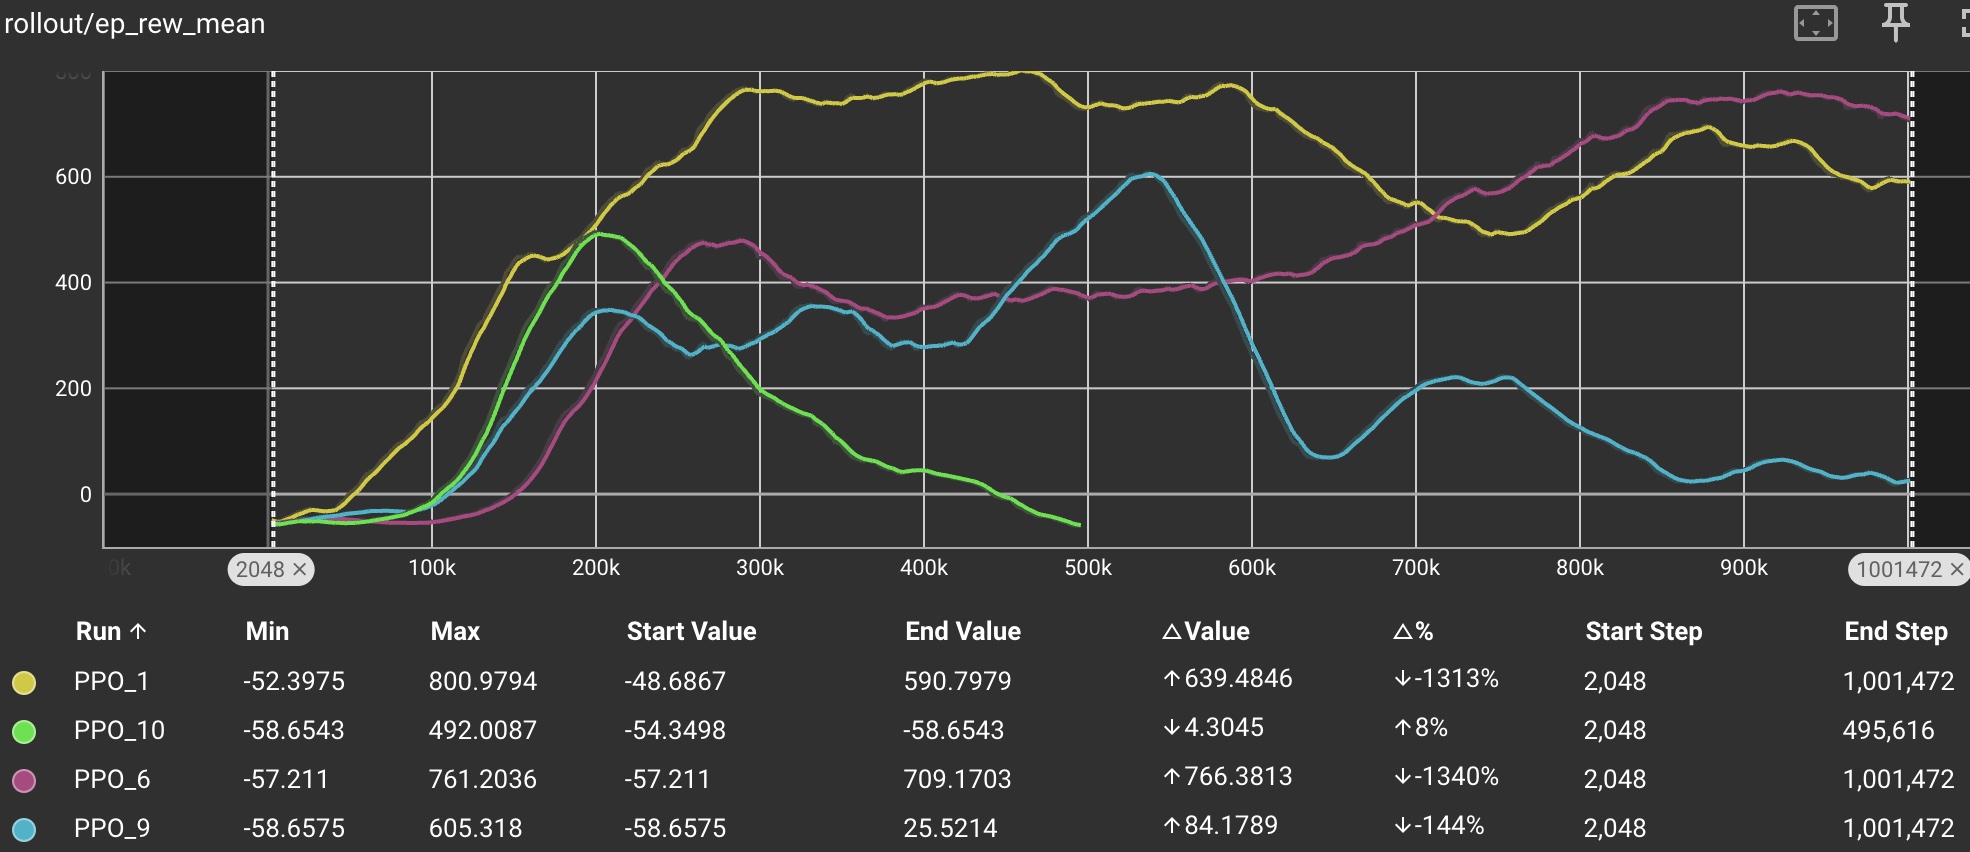 rollout/ep_rew_mean
800
600
400
200
0
0k 2048 × 100k 200k 300k 400k 500k 600k 700k 800k 900k 1001472 ×
Run ↑ Min Max Start Value End Value △Value △% Start Step End Step
PPO_1 -52.3975 800.9794 -48.6867 590.7979 ↑639.4846 ↓-1313% 2,048 1,001,472
PPO_10 -58.6543 492.0087 -54.3498 -58.6543 ↓4.3045 ↑8% 2,048 495,616
PPO_6 -57.211 761.2036 -57.211 709.1703 ↑766.3813 ↓-1340% 2,048 1,001,472
PPO_9 -58.6575 605.318 -58.6575 25.5214 ↑84.1789 ↓-144% 2,048 1,001,472